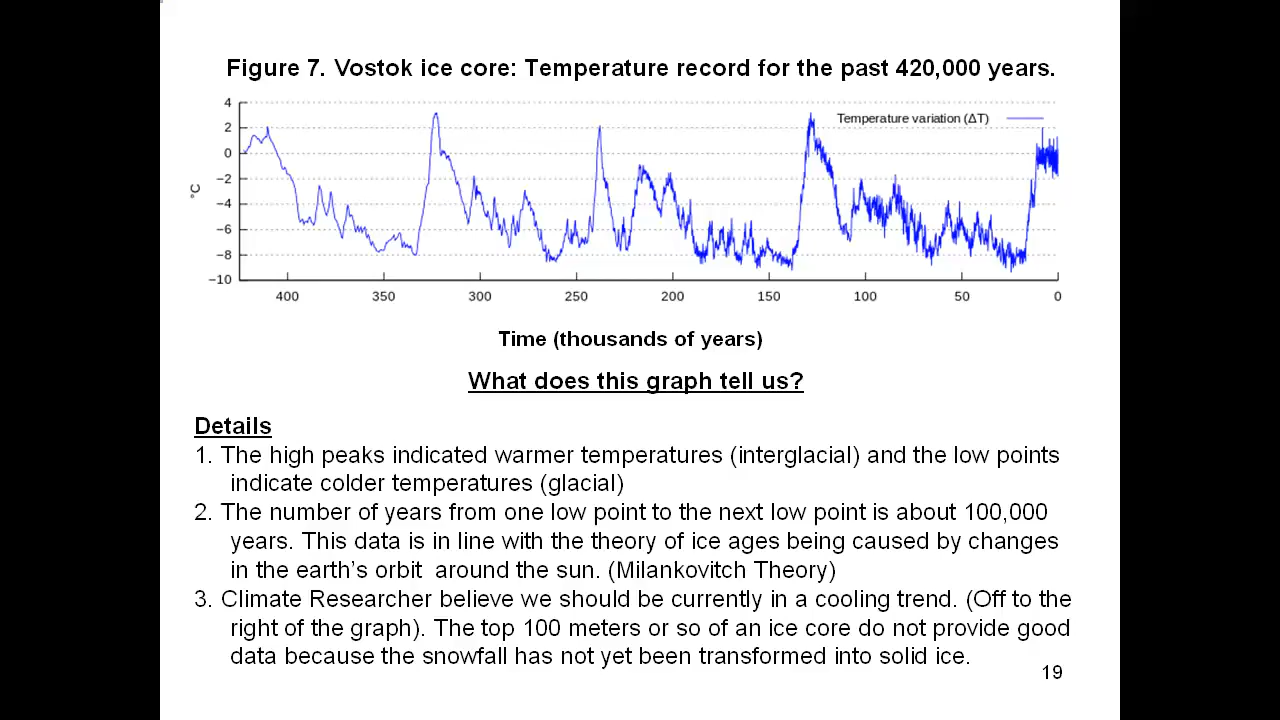 Figure 7. Vostok ice core: Temperature record for the past 420,000 years.
4
2
0
−2
−4
−6
−8
−10
°C
Temperature variation (ΔT)
400 350 300 250 200 150 100 50 0
Time (thousands of years)
What does this graph tell us?
Details
1. The high peaks indicated warmer temperatures (interglacial) and the low points
indicate colder temperatures (glacial)
2. The number of years from one low point to the next low point is about 100,000
years. This data is in line with the theory of ice ages being caused by changes
in the earth's orbit around the sun. (Milankovitch Theory)
3. Climate Researcher believe we should be currently in a cooling trend. (Off to the
right of the graph). The top 100 meters or so of an ice core do not provide good
data because the snowfall has not yet been transformed into solid ice.
19